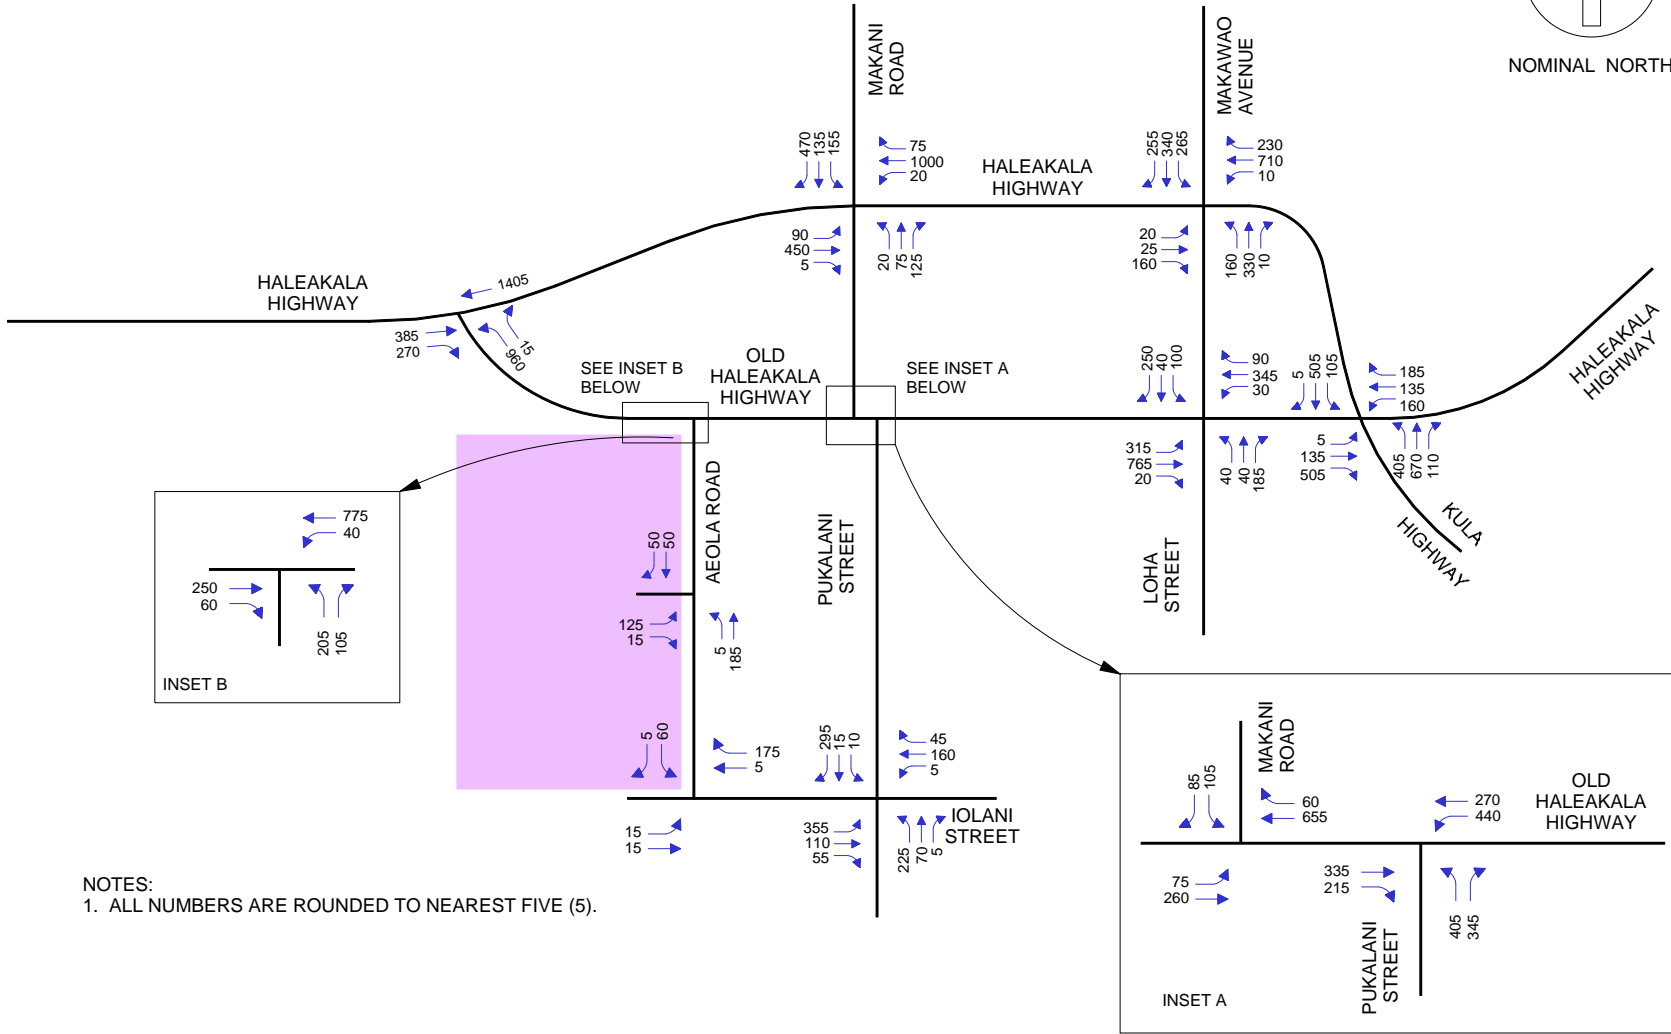 NOMINAL NORTH
MAKANI
ROAD
MAKAWAO
AVENUE
470
135
155
75
1000
20
HALEAKALA
HIGHWAY
255
340
265
230
710
10
90
450
5
20
75
125
20
25
160
160
330
10
HALEAKALA
HIGHWAY
1405
385
270
15
960
SEE INSET B
BELOW
OLD
HALEAKALA
HIGHWAY
SEE INSET A
BELOW
250
40
100
90
345
30
5
505
105
185
135
160
HALEAKALA
HIGHWAY
315
765
20
40
40
185
5
135
505
405
670
110
KULA
HIGHWAY
775
40
250
60
205
105
INSET B
AEOLA ROAD
50
50
125
15
5
185
PUKALANI
STREET
LOHA
STREET
5
60
175
5
295
15
10
45
160
5
15
15
355
110
55
225
70
5
IOLANI
STREET
MAKANI
ROAD
85
105
60
655
270
440
OLD
HALEAKALA
HIGHWAY
75
260
335
215
405
345
PUKALANI
STREET
INSET A
NOTES:
1. ALL NUMBERS ARE ROUNDED TO NEAREST FIVE (5).